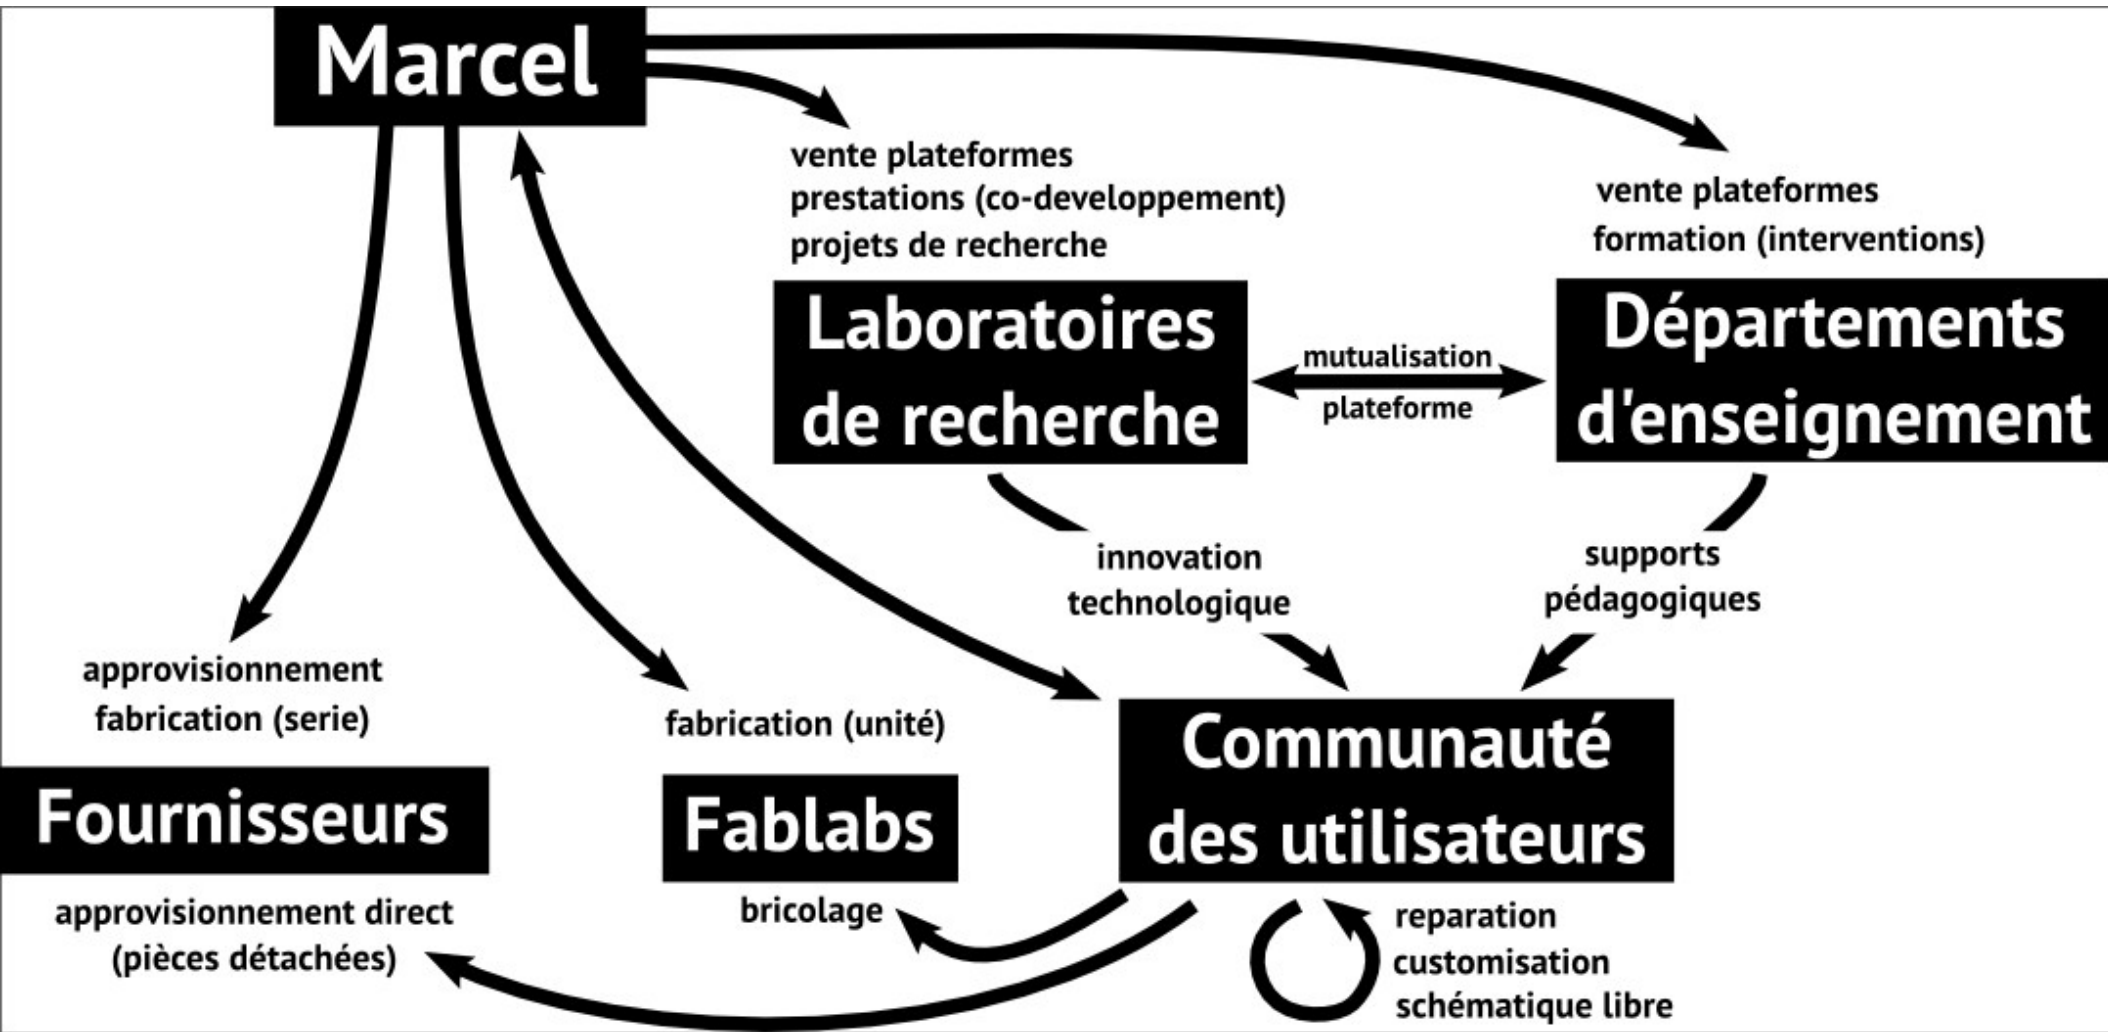 Marcel
vente plateformes
prestations (co-developpement)
projets de recherche
vente plateformes
formation (interventions)
Laboratoires
de recherche
mutualisation
plateforme
Départements
d'enseignement
innovation
technologique
supports
pédagogiques
approvisionnement
fabrication (serie)
Fournisseurs
approvisionnement direct
(pièces détachées)
fabrication (unité)
Fablabs
bricolage
Communauté
des utilisateurs
reparation
customisation
schématique libre